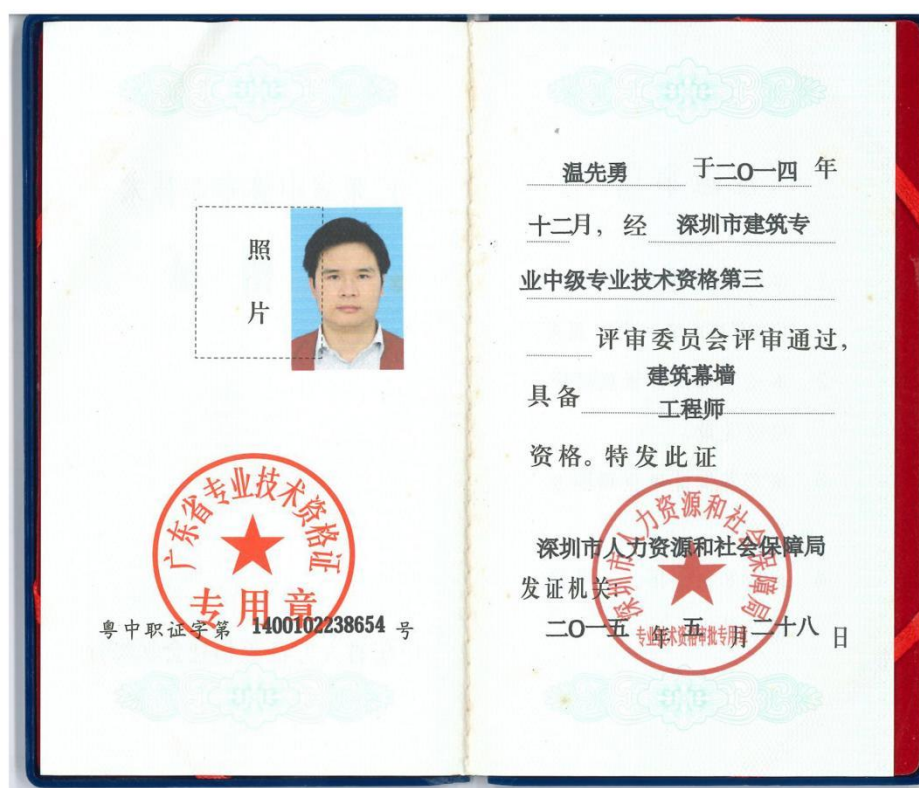 照
片
广东省专业技术资格证
专用章
粤中职证字第 1400102238654 号
温先勇 于二O一四 年
十二月，经 深圳市建筑专
业中级专业技术资格第三
评审委员会评审通过，
建筑幕墙
具备 工程师
资格。特发此证
深圳市人力资源和社会保障局
深圳市人力资源和社会保障局
发证机关：
专业技术资格审批专用章
二O一五 年 五 月 二十八 日